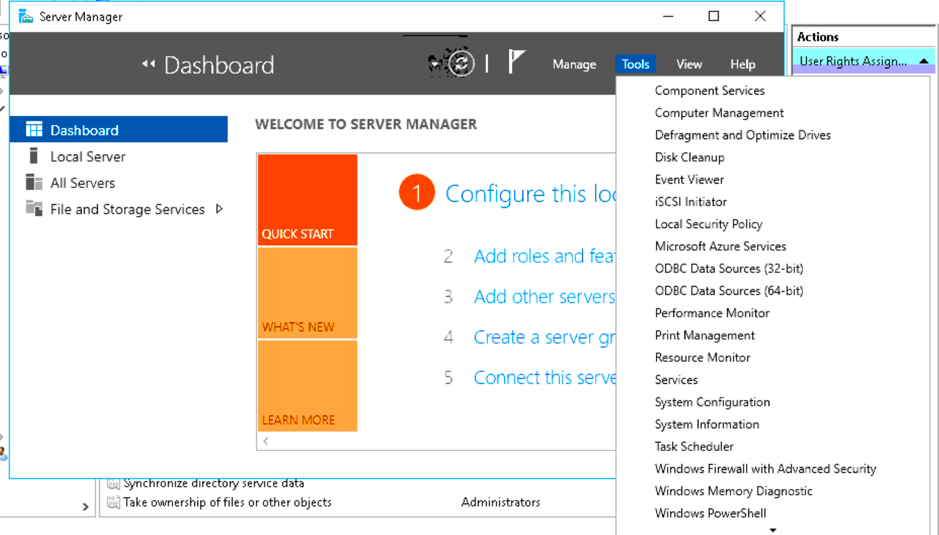 Server Manager
Dashboard
Manage Tools View Help
Actions
User Rights Assign...
Dashboard
Local Server
All Servers
File and Storage Services
WELCOME TO SERVER MANAGER
QUICK START
WHAT'S NEW
LEARN MORE
1 Configure this loc
2 Add roles and feat
3 Add other servers
4 Create a server gr
5 Connect this serve
Component Services
Computer Management
Defragment and Optimize Drives
Disk Cleanup
Event Viewer
iSCSI Initiator
Local Security Policy
Microsoft Azure Services
ODBC Data Sources (32-bit)
ODBC Data Sources (64-bit)
Performance Monitor
Print Management
Resource Monitor
Services
System Configuration
System Information
Task Scheduler
Windows Firewall with Advanced Security
Windows Memory Diagnostic
Windows PowerShell
Synchronize directory service data
Take ownership of files or other objects Administrators